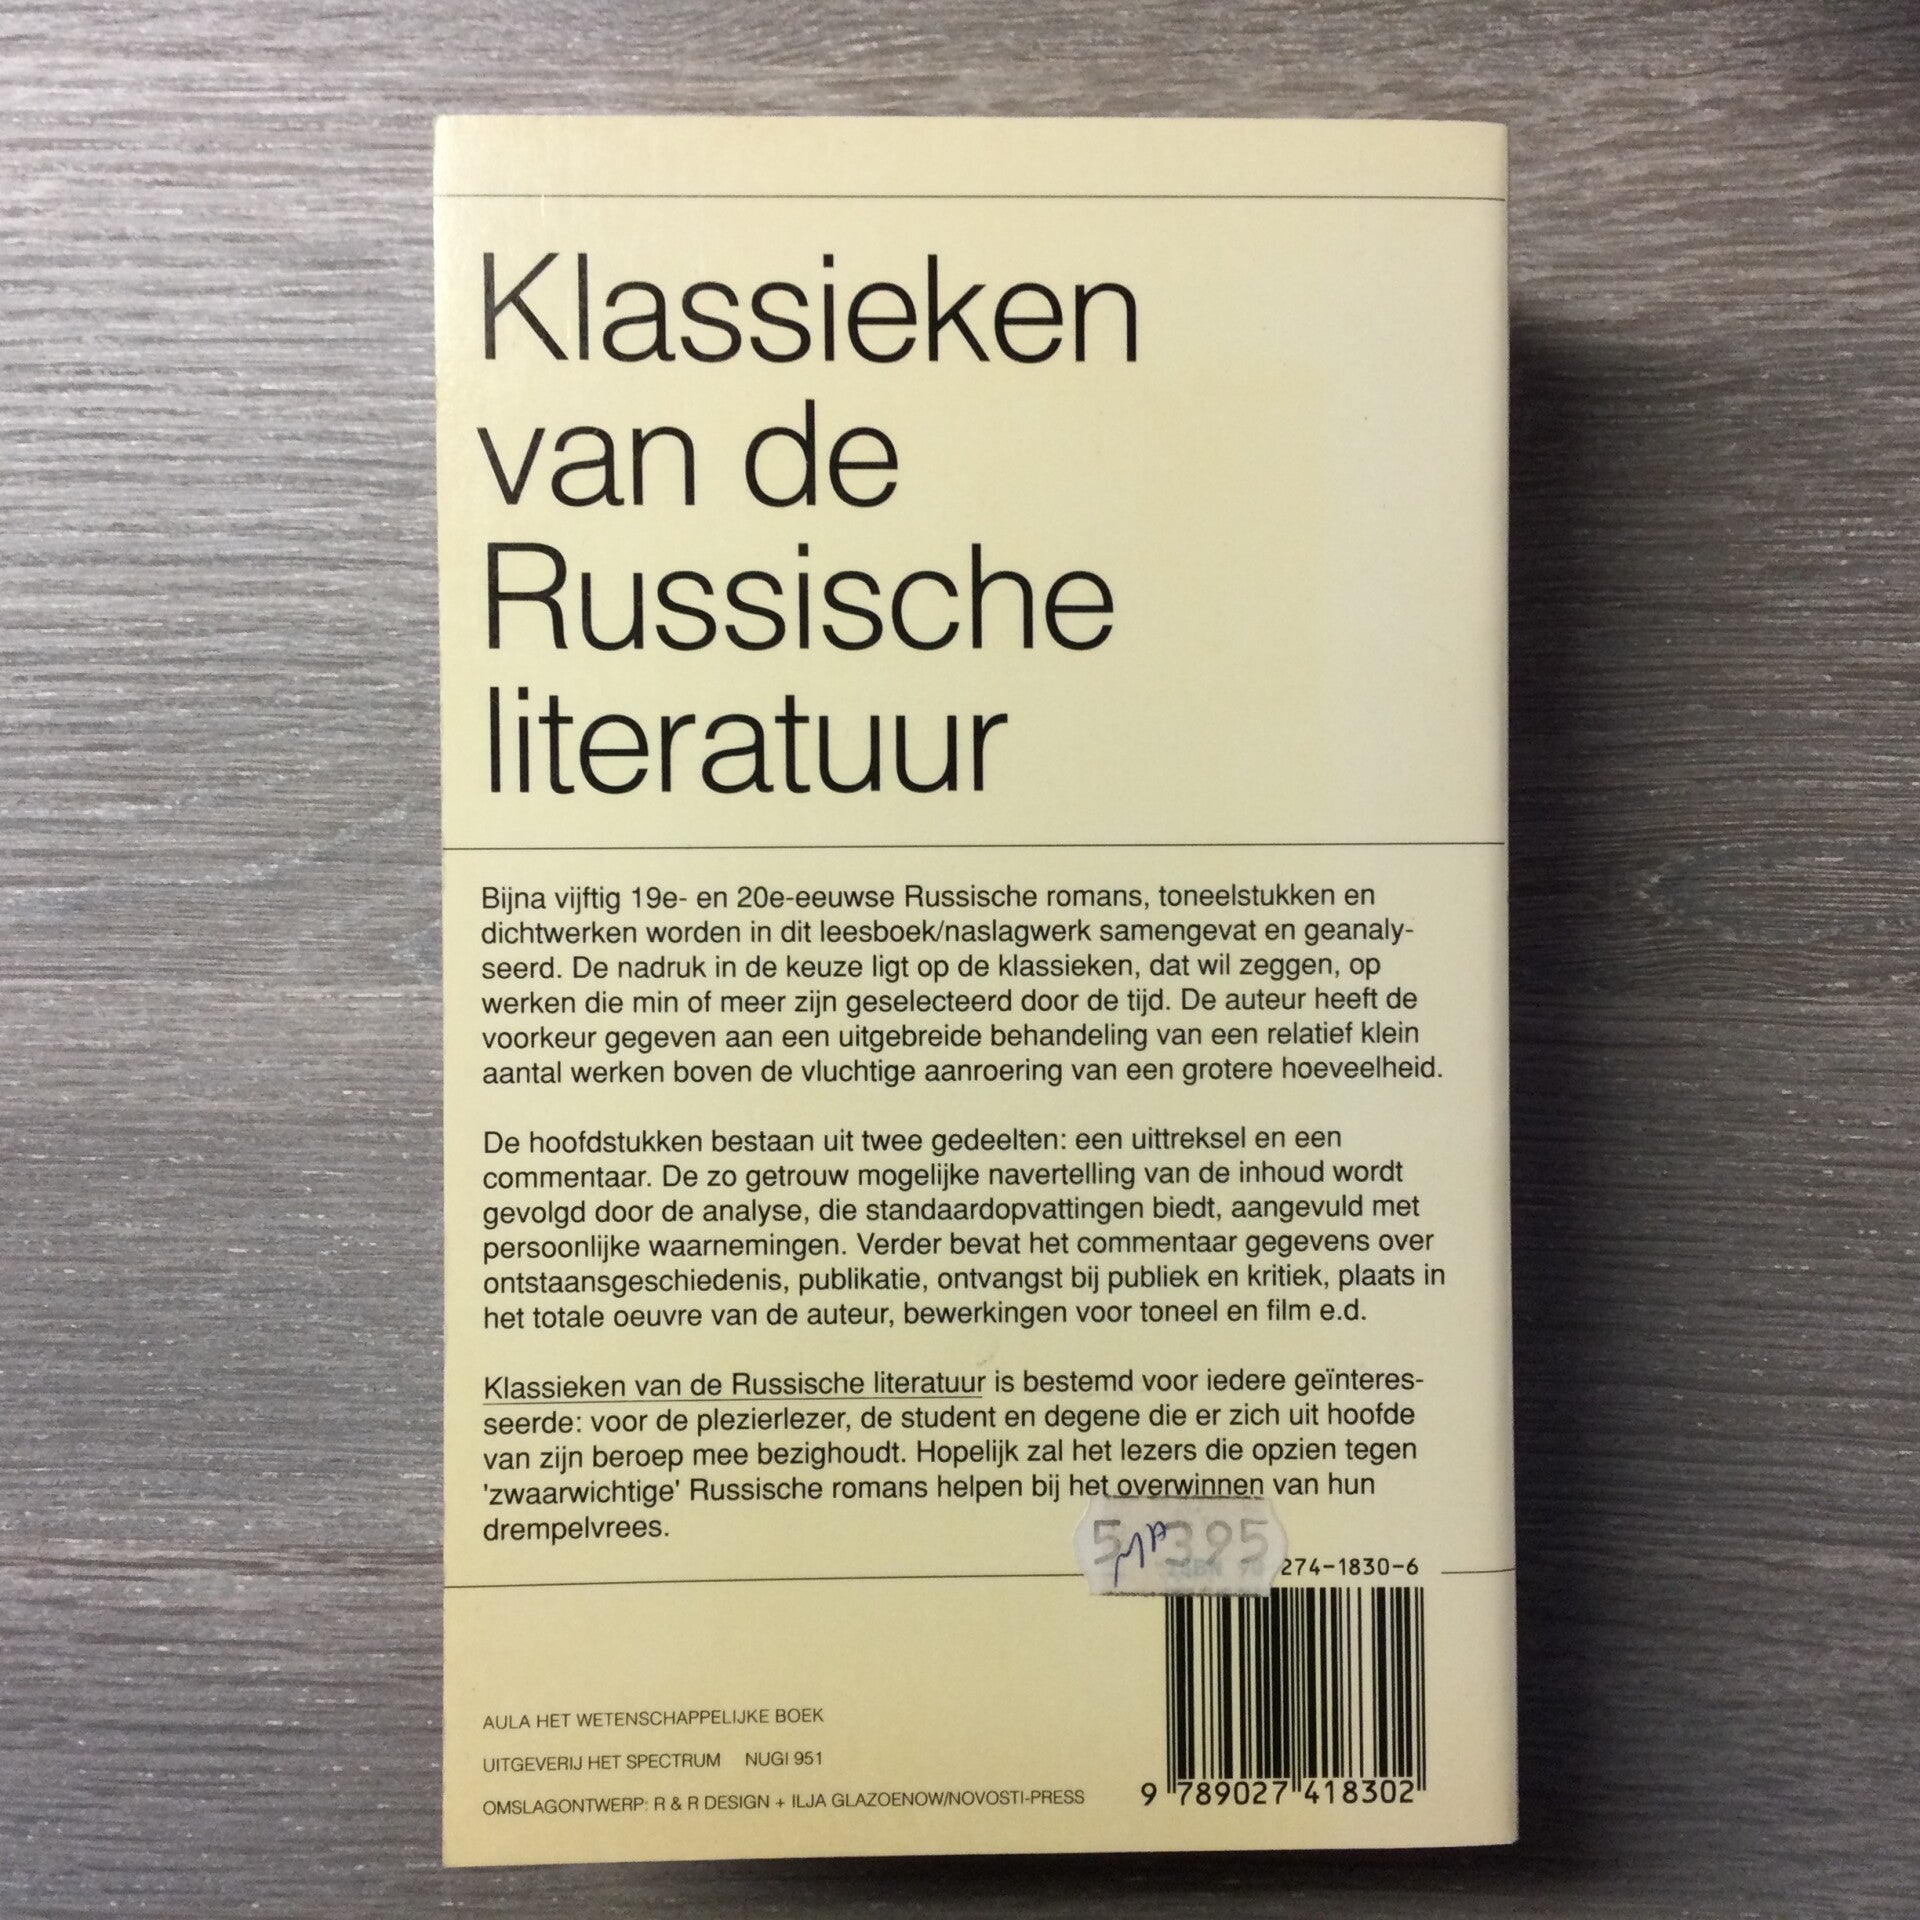 Klassieken
van de
Russische
literatuur
Bijna vijftig 19e- en 20e-eeuwse Russische romans, toneelstukken en
dichtwerken worden in dit leesboek/naslagwerk samengevat en geanaly-
seerd. De nadruk in de keuze ligt op de klassieken, dat wil zeggen, op
werken die min of meer zijn geselecteerd door de tijd. De auteur heeft de
voorkeur gegeven aan een uitgebreide behandeling van een relatief klein
aantal werken boven de vluchtige aanroering van een grotere hoeveelheid.
De hoofdstukken bestaan uit twee gedeelten: een uittreksel en een
commentaar. De zo getrouw mogelijke navertelling van de inhoud wordt
gevolgd door de analyse, die standaardopvattingen biedt, aangevuld met
persoonlijke waarnemingen. Verder bevat het commentaar gegevens over
ontstaansgeschiedenis, publikatie, ontvangst bij publiek en kritiek, plaats in
het totale oeuvre van de auteur, bewerkingen voor toneel en film e.d.
Klassieken van de Russische literatuur is bestemd voor iedere geïnteres-
seerde: voor de plezierlezer, de student en degene die er zich uit hoofde
van zijn beroep mee bezighoudt. Hopelijk zal het lezers die opzien tegen
'zwaarwichtige' Russische romans helpen bij het overwinnen van hun
drempelvrees.
5 395
274-1830-6
AULA HET WETENSCHAPPELIJKE BOEK
UITGEVERIJ HET SPECTRUM NUGI 951
OMSLAGONTWERP: R & R DESIGN + ILJA GLAZOENOW/NOVOSTI-PRESS
9 789027 418302